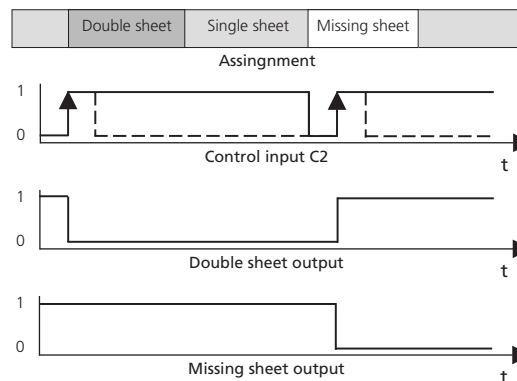 Double sheet Single sheet Missing sheet
Assingnment
1
0
Control input C2
t
1
0
Double sheet output
t
1
0
Missing sheet output
t